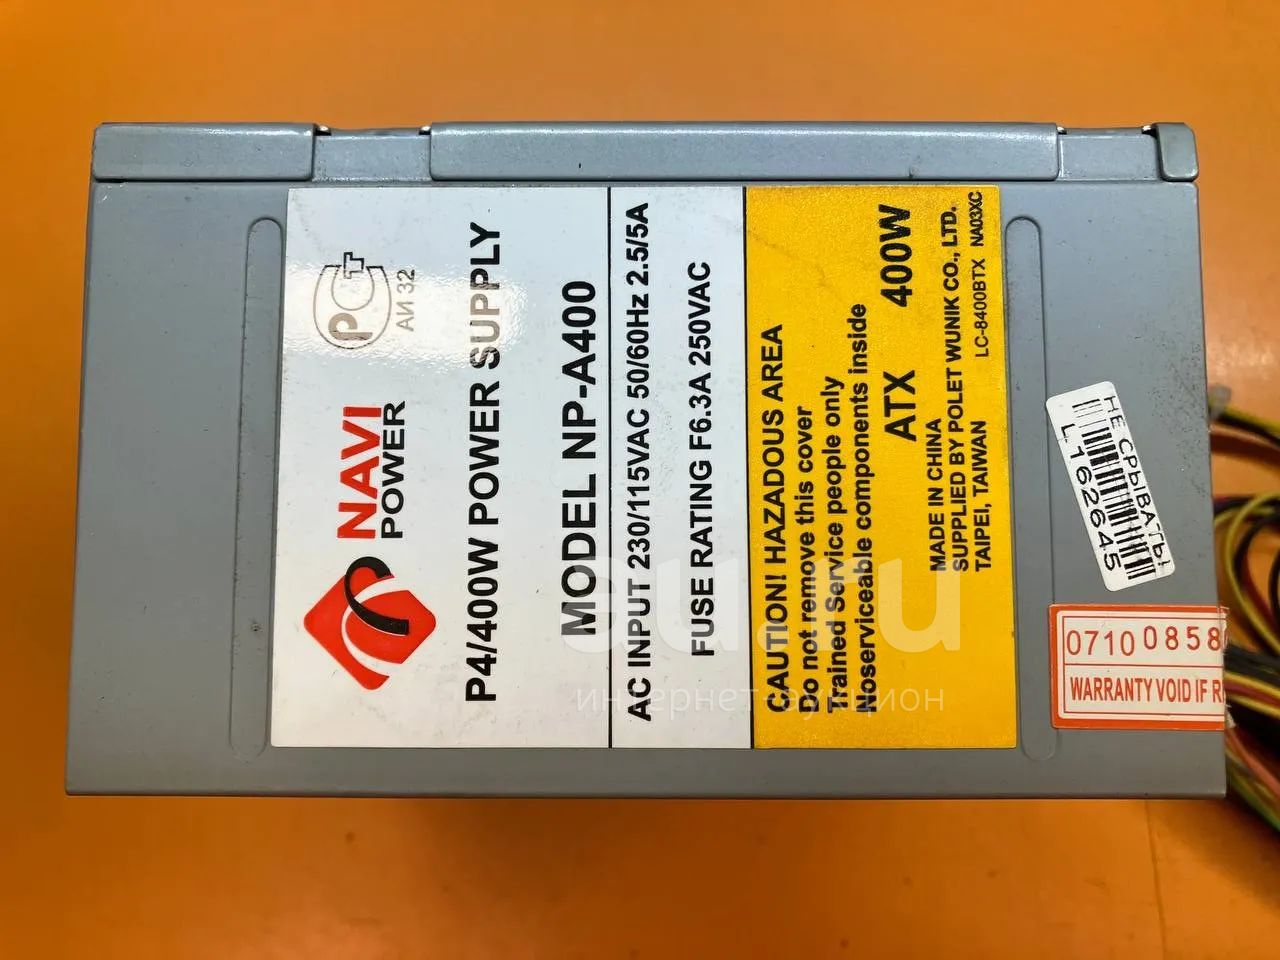 РСТ
АИ 32
NAVI
POWER
P4/400W POWER SUPPLY
MODEL NP-A400
AC INPUT 230/115VAC 50/60Hz 2.5/5A
FUSE RATING F6.3A 250VAC
CAUTION! HAZADOUS AREA
Do not remove this cover
Trained Service people only
Noserviceable components inside
ATX 400W
MADE IN CHINA
SUPPLIED BY POLET WUNIK CO., LTD.
TAIPEI, TAIWAN LC-8400BTX NA03XC
НЕ СРЫВАТЬ!
L162645
0710 0858
WARRANTY VOID IF
au.ru
интернет-аукцион